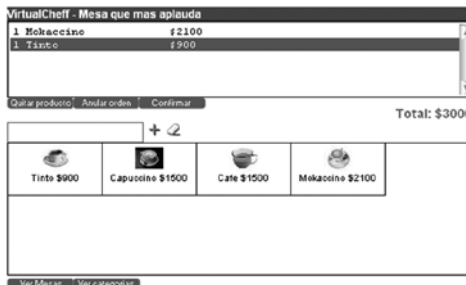 VirtualCheff - Mesa que mas aplauda
1 Mokaccino $2100
1 Tinto $900
Quitar producto Anular orden Confirmar
Total: $3000
+
Tinto $900 Capuccino $1500 Cafe $1500 Mokaccino $2100
Ver Mesas Ver categorias